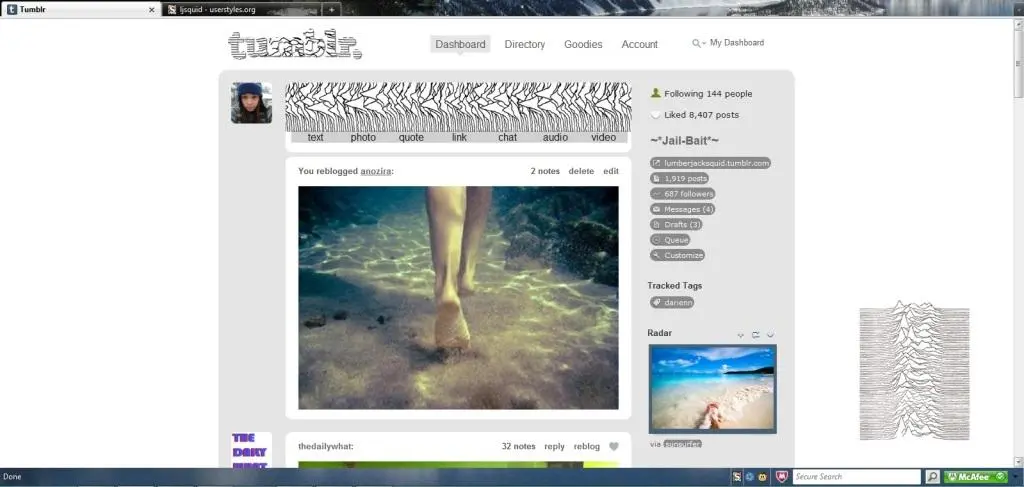 Tumblr
ljsquid - userstyles.org
tumblr.
Dashboard Directory Goodies Account My Dashboard
text photo quote link chat audio video
You reblogged anozira: 2 notes delete edit
thedailywhat: 32 notes reply reblog
THE
DAILY
WHAT
Following 144 people
Liked 8,407 posts
~*Jail-Bait*~
lumberjacksquid.tumblr.com
1,919 posts
687 followers
Messages (4)
Drafts (3)
Queue
Customize
Tracked Tags
darienn
Radar
via sunsurfer
Done
Secure Search
McAfee